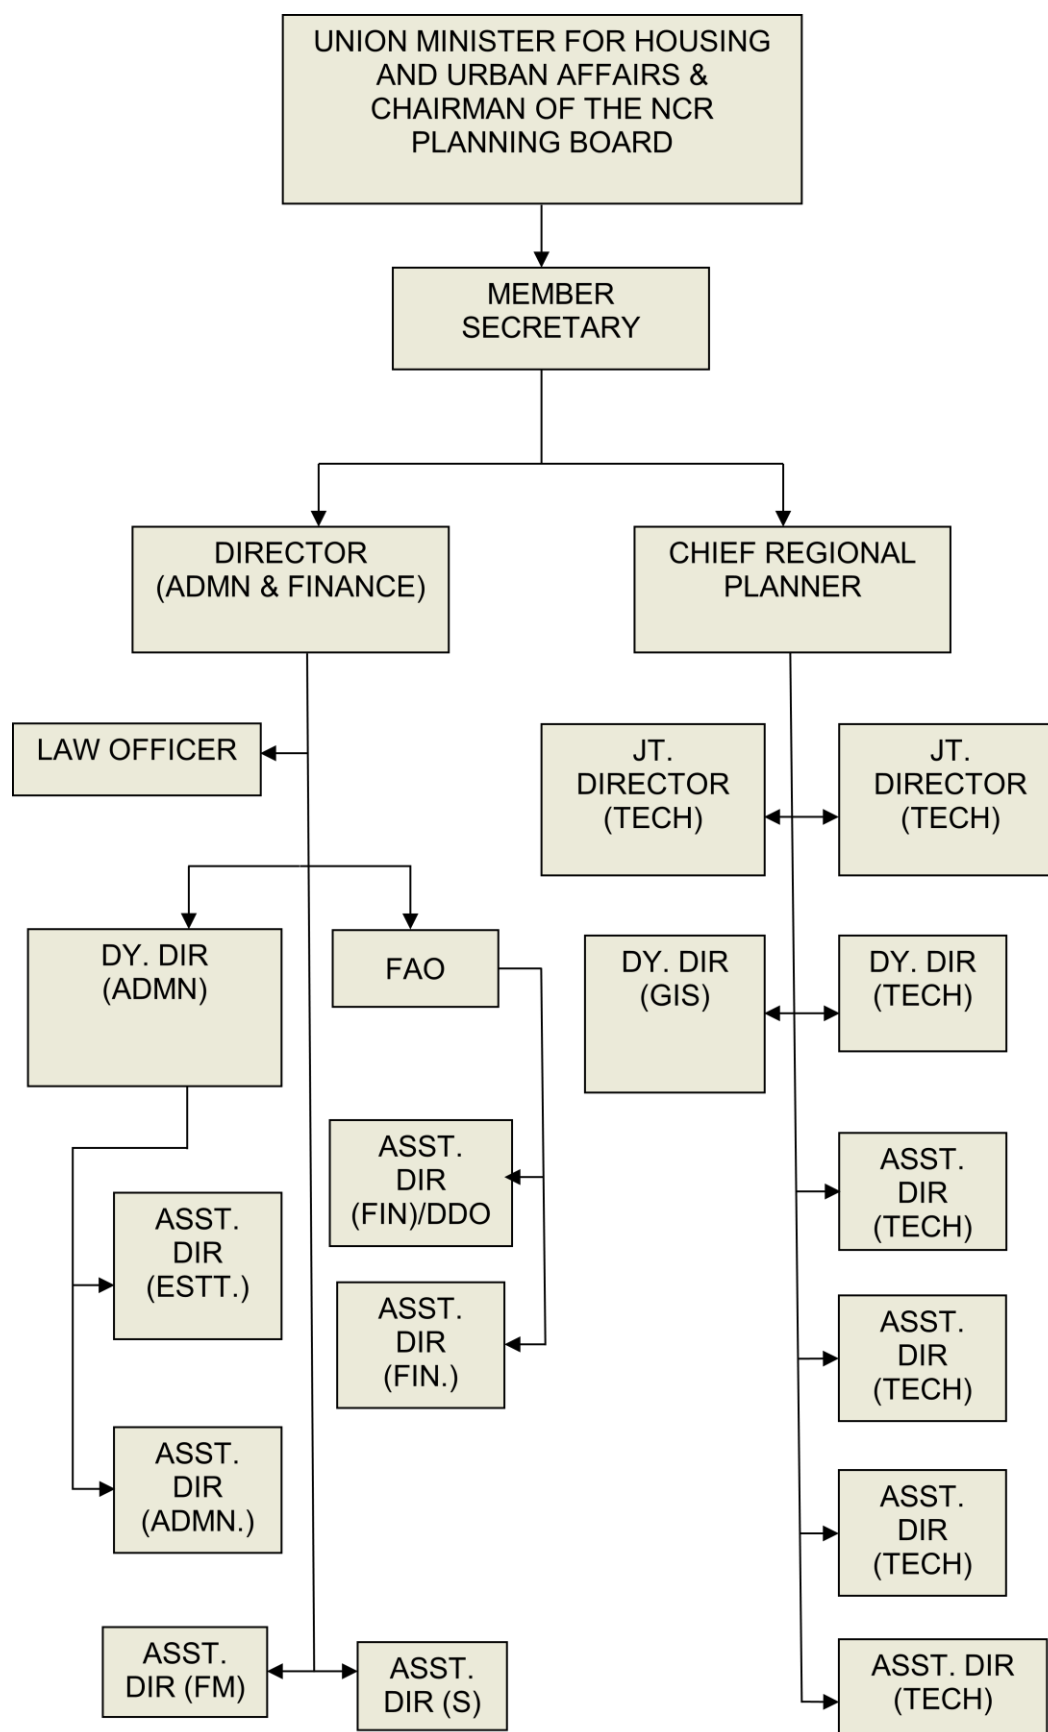 UNION MINISTER FOR HOUSING
AND URBAN AFFAIRS &
CHAIRMAN OF THE NCR
PLANNING BOARD
MEMBER
SECRETARY
DIRECTOR
(ADMN & FINANCE)
CHIEF REGIONAL
PLANNER
LAW OFFICER
JT.
DIRECTOR
(TECH)
JT.
DIRECTOR
(TECH)
DY. DIR
(ADMN)
FAO
DY. DIR
(GIS)
DY. DIR
(TECH)
ASST.
DIR
(FIN)/DDO
ASST.
DIR
(TECH)
ASST.
DIR
(ESTT.)
ASST.
DIR
(FIN.)
ASST.
DIR
(TECH)
ASST.
DIR
(ADMN.)
ASST.
DIR
(TECH)
ASST.
DIR (FM)
ASST.
DIR (S)
ASST. DIR
(TECH)